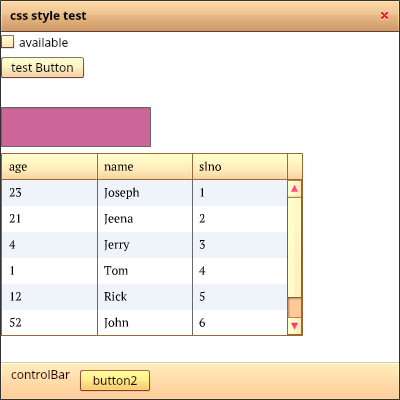 css style test
available
test Button
age name slno
23 Joseph 1
21 Jeena 2
4 Jerry 3
1 Tom 4
12 Rick 5
52 John 6
controlBar button2